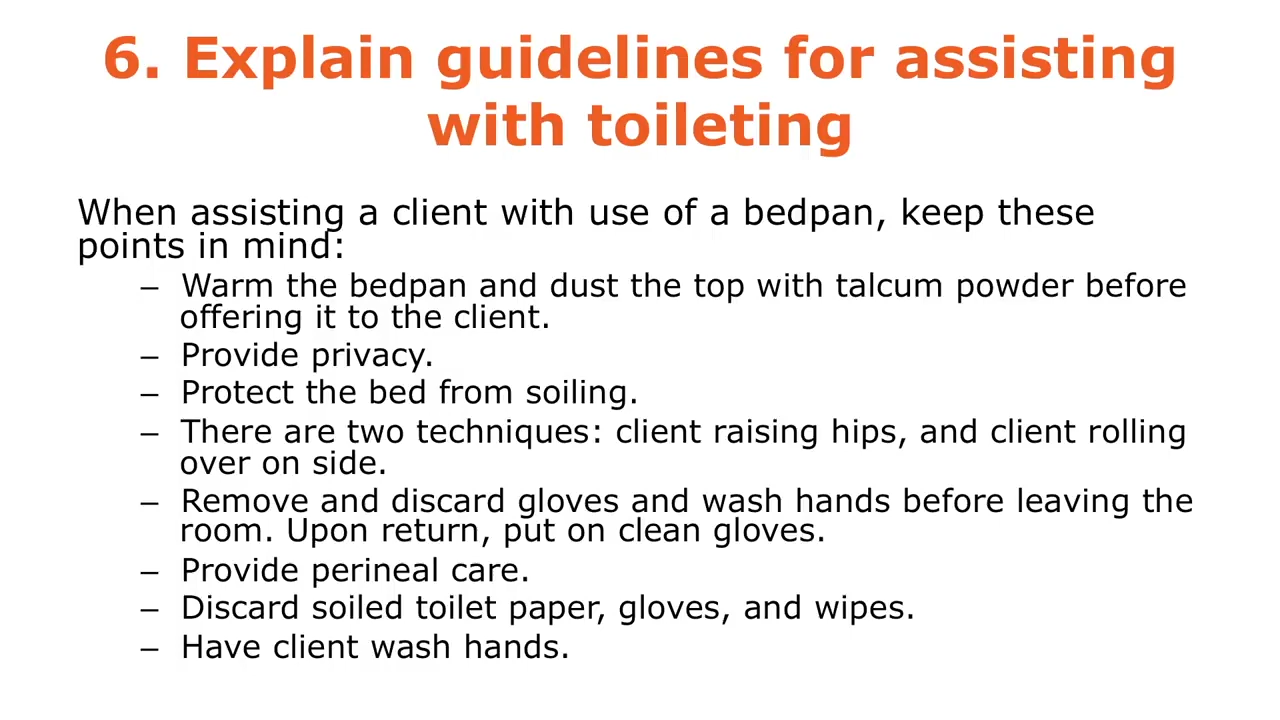 6. Explain guidelines for assisting
with toileting
When assisting a client with use of a bedpan, keep these
points in mind:
– Warm the bedpan and dust the top with talcum powder before
offering it to the client.
– Provide privacy.
– Protect the bed from soiling.
– There are two techniques: client raising hips, and client rolling
over on side.
– Remove and discard gloves and wash hands before leaving the
room. Upon return, put on clean gloves.
– Provide perineal care.
– Discard soiled toilet paper, gloves, and wipes.
– Have client wash hands.